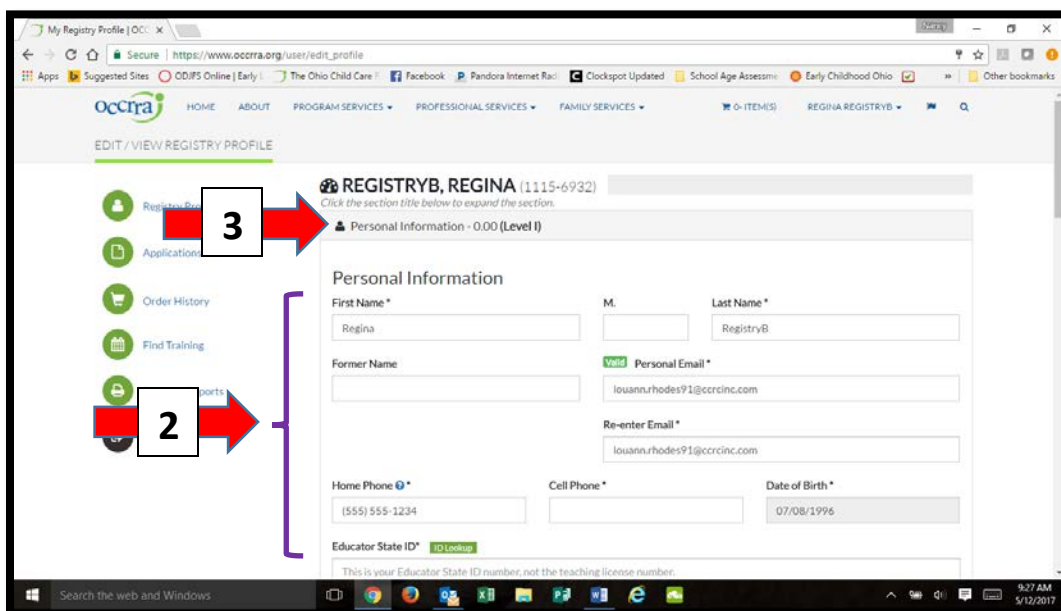 My Registry Profile | OCC
Secure | https://www.occrra.org/user/edit_profile
Apps Suggested Sites ODJFS Online | Early L The Ohio Child Care F Facebook Pandora Internet Radi Clockspot Updated School Age Assessme Early Childhood Ohio Other bookmarks
occrra HOME ABOUT PROGRAM SERVICES PROFESSIONAL SERVICES FAMILY SERVICES 0- ITEM(S) REGINA REGISTRYB
EDIT / VIEW REGISTRY PROFILE
REGISTRYB, REGINA (1115-6932)
Click the section title below to expand the section.
Registry
3
Personal Information - 0.00 (Level I)
Applications
Personal Information
Order History
First Name * M. Last Name *
Regina RegistryB
Find Training
Former Name Valid Personal Email *
louann.rhodes91@ccrcinc.com
2
Re-enter Email *
louann.rhodes91@ccrcinc.com
Home Phone * Cell Phone * Date of Birth *
(555) 555-1234 07/08/1996
Educator State ID* ID Lookup
This is your Educator State ID number, not the teaching license number.
Search the web and Windows
9:27 AM
5/12/2017